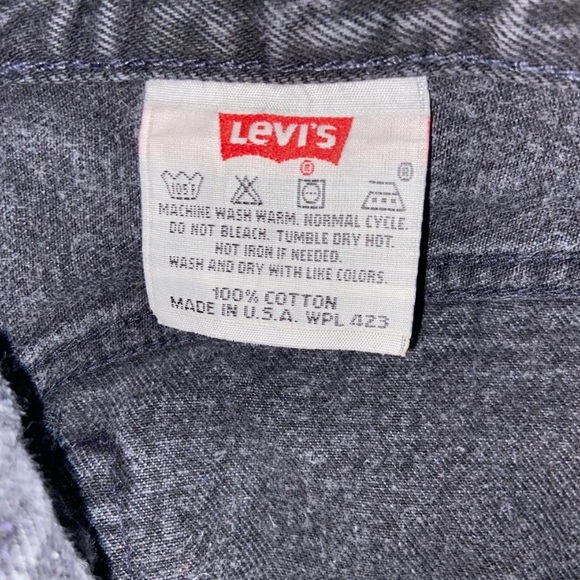 Levi's
®
105F
®
MACHINE WASH WARM. NORMAL CYCLE.
DO NOT BLEACH. TUMBLE DRY HOT.
HOT IRON IF NEEDED.
WASH AND DRY WITH LIKE COLORS.
100% COTTON
MADE IN U.S.A. WPL 423